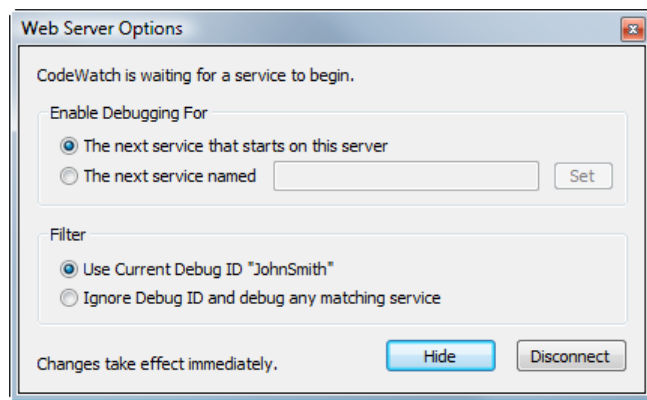 Web Server Options
CodeWatch is waiting for a service to begin.
Enable Debugging For
The next service that starts on this server
The next service named Set
Filter
Use Current Debug ID "JohnSmith"
Ignore Debug ID and debug any matching service
Changes take effect immediately. Hide Disconnect